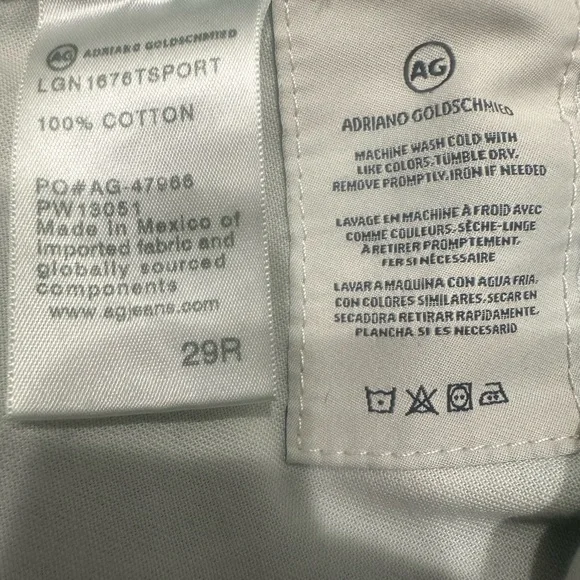 AG ADRIANO GOLDSCHMIED
LGN1676TSPORT
100% COTTON
PO#AG-47966
PW13051
Made in Mexico of
imported fabric and
globally sourced
components
www.agjeans.com
29R
AG
ADRIANO GOLDSCHMIED
MACHINE WASH COLD WITH
LIKE COLORS.TUMBLE DRY.
REMOVE PROMPTLY.IRON IF NEEDED
LAVAGE EN MACHINE À FROID AVEC
COMME COULEURS. SÈCHE-LINGE
À RETIRER PROMPTEMENT.
FER SI NÉCESSAIRE
LAVAR A MAQUINA CON AGUA FRIA.
CON COLORES SIMILARES. SECAR EN
SECADORA RETIRAR RAPIDAMENTE.
PLANCHA SI ES NECESARIO